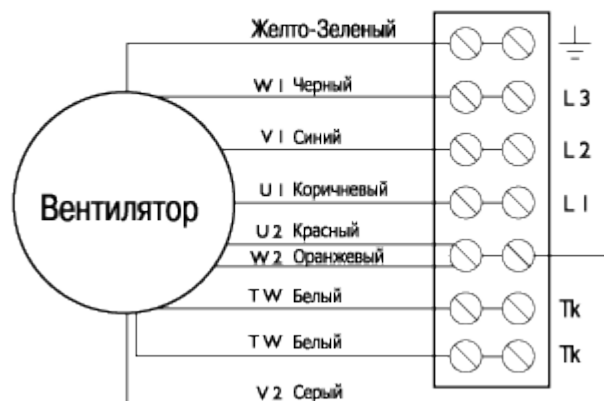 Желто-Зеленый
W1 Черный L3
V1 Синий L2
U1 Коричневый L1
Вентилятор
U2 Красный
W2 Оранжевый
TW Белый Tk
TW Белый Tk
V2 Серый